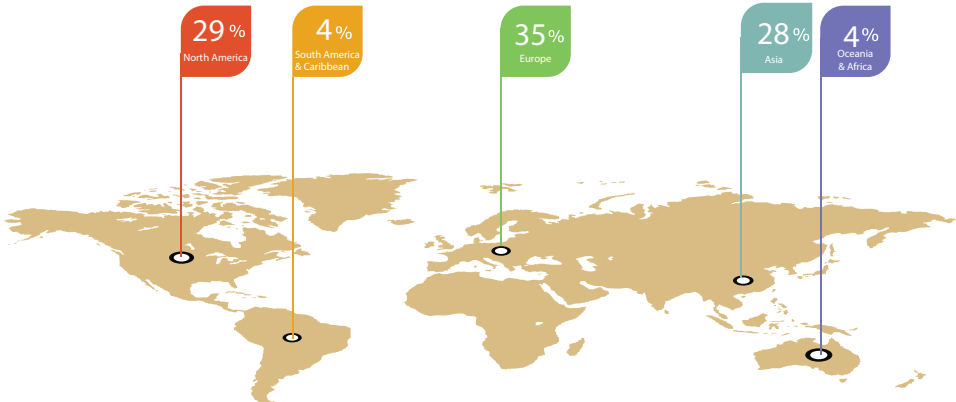 29 %
North America
4 %
South America
& Caribbean
35 %
Europe
28 %
Asia
4 %
Oceania
& Africa